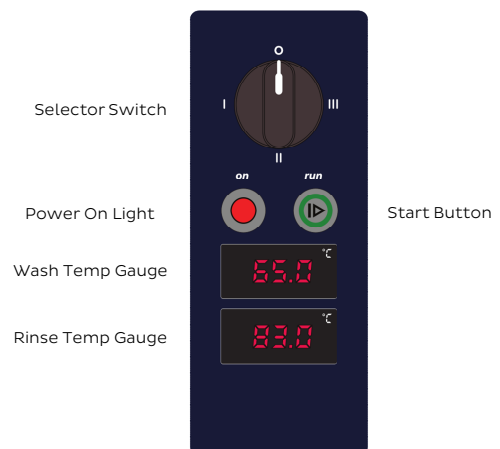 O
Selector Switch
I
III
II
on
run
Power On Light
Start Button
Wash Temp Gauge
65.0
°C
Rinse Temp Gauge
83.0
°C